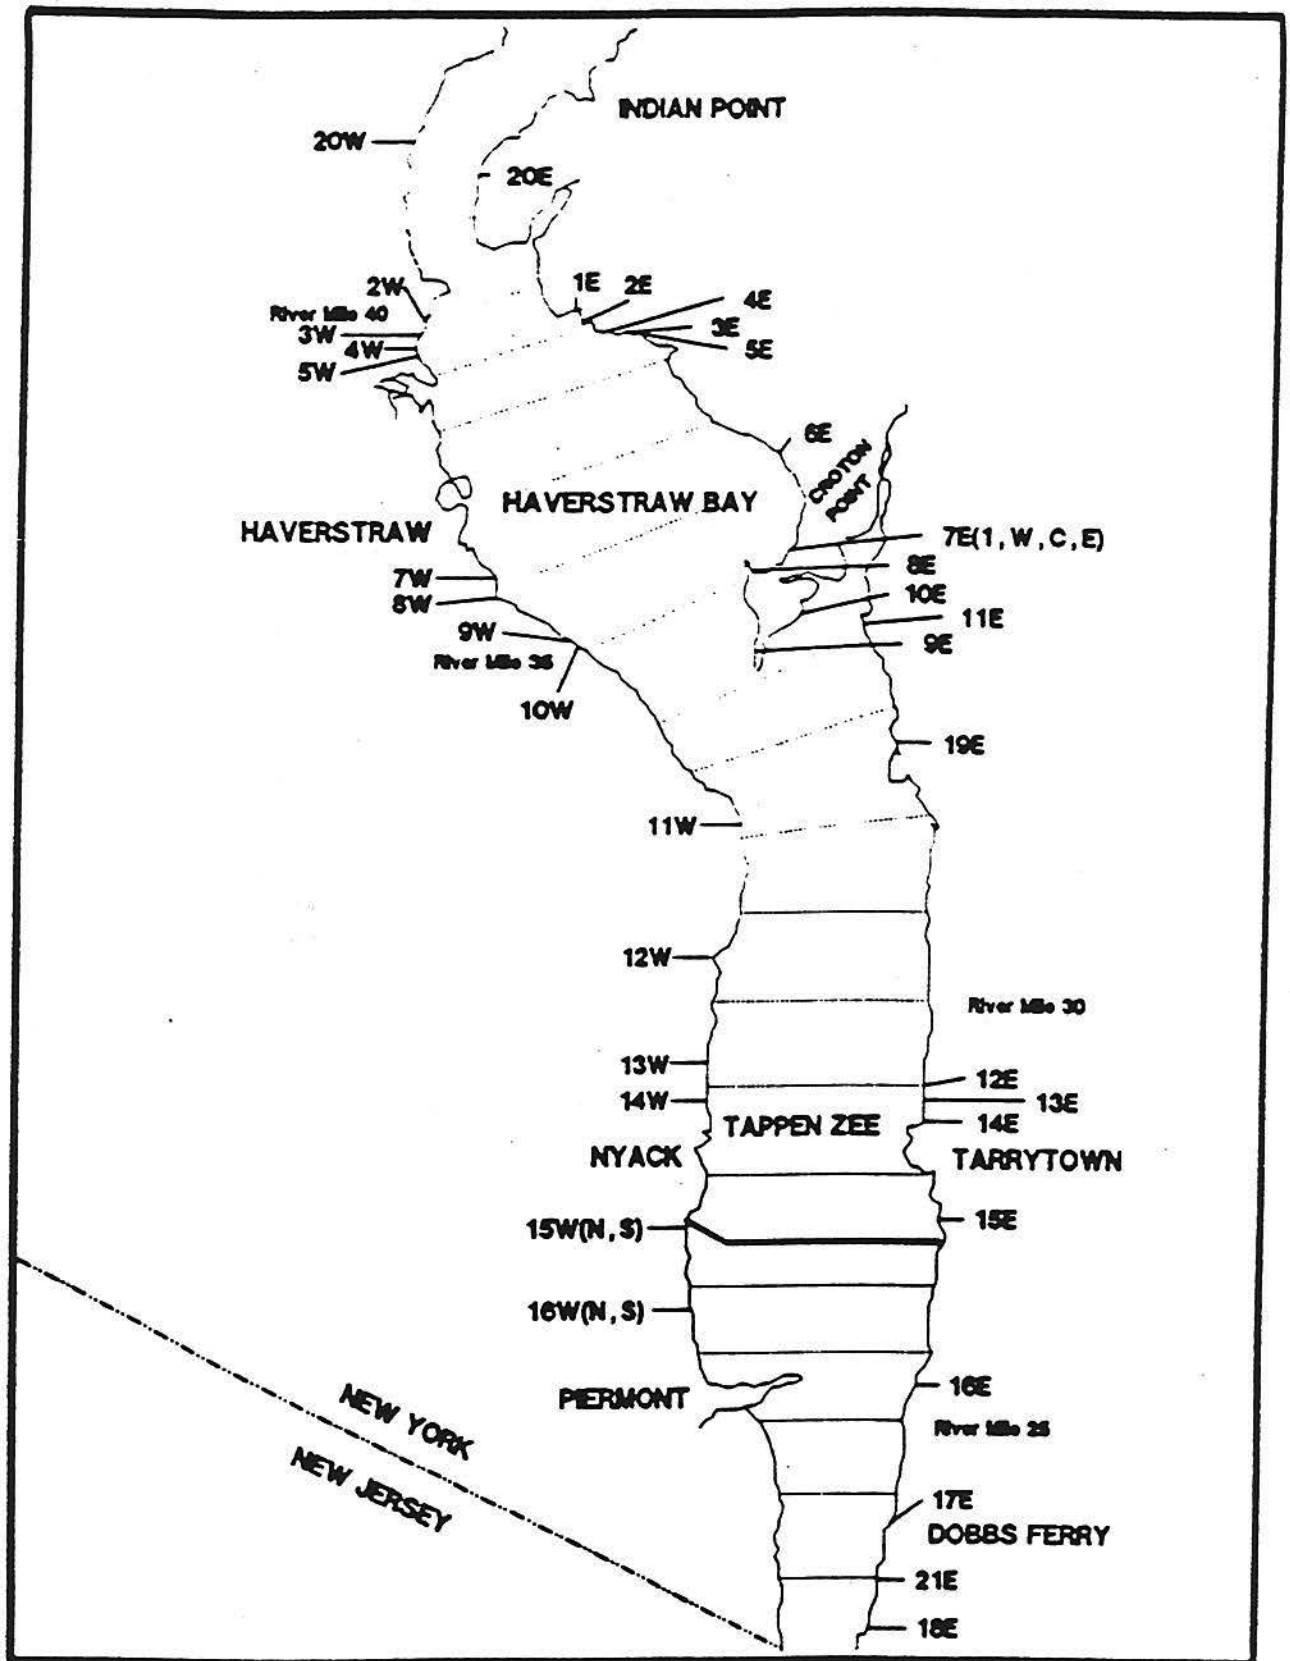 INDIAN POINT
20W
20E
1E
2E
2W
4E
River Mile 40
3E
3W
4W
5E
5W
6E
CROTON
POINT
HAVERSTRAW BAY
HAVERSTRAW
7E(1, W, C, E)
8E
7W
10E
8W
11E
9W
9E
River Mile 35
10W
19E
11W
12W
River Mile 30
13W
12E
14W
13E
TAPPEN ZEE
14E
NYACK
TARRYTOWN
15W(N, S)
15E
16W(N, S)
16E
PIERMONT
NEW YORK
River Mile 25
NEW JERSEY
17E
DOBBS FERRY
21E
18E